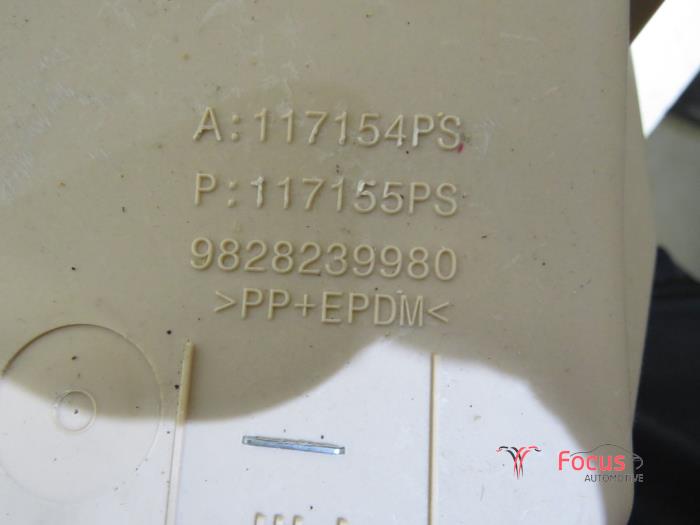 A:117154PS
P:117155PS
9828239980
>PP+EPDM<
Focus
AUTOMOTIVE